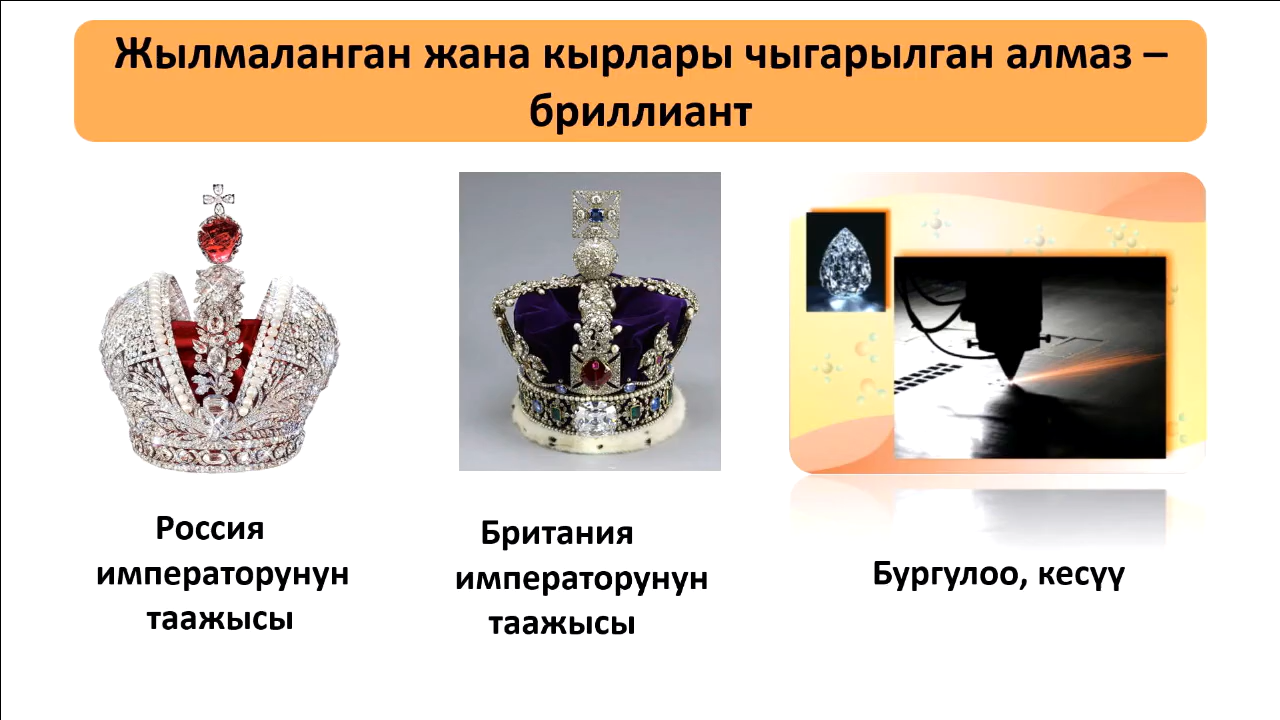 Жылмаланган жана кырлары чыгарылган алмаз –
бриллиант
Россия
императорунун
таажысы
Британия
императорунун
таажысы
Бургулоо, кесүү